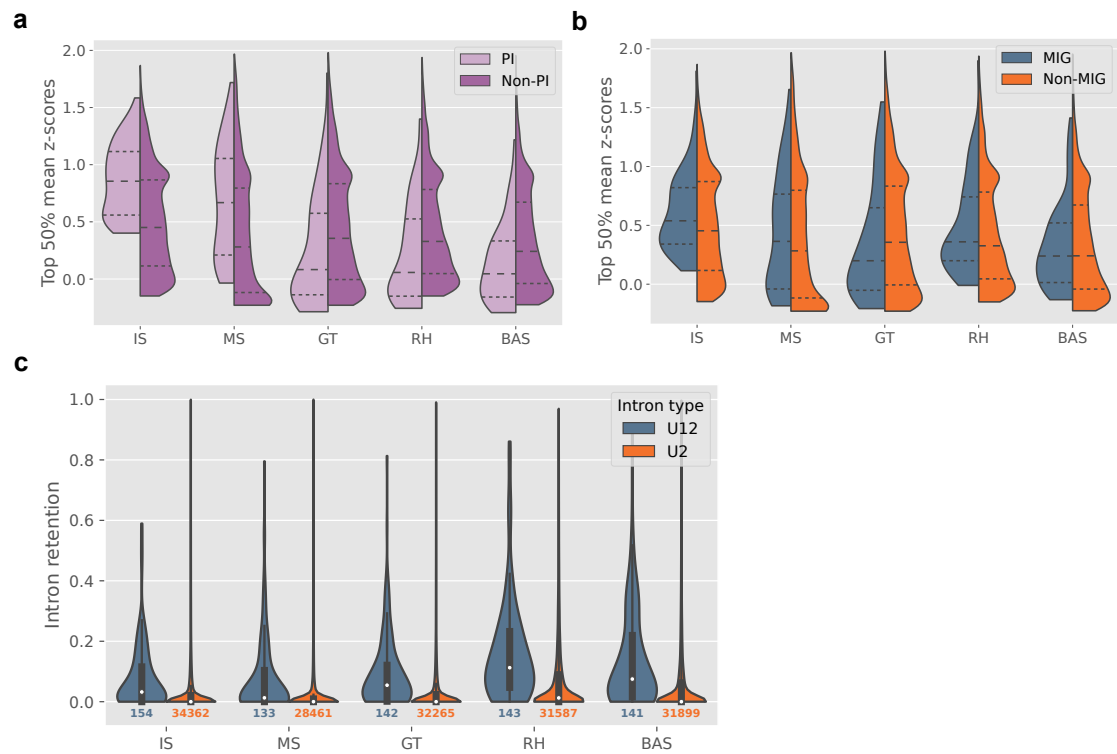 a
Top 50% mean z-scores
2.0
1.5
1.0
0.5
0.0
PI
Non-PI
IS MS GT RH BAS
b
Top 50% mean z-scores
2.0
1.5
1.0
0.5
0.0
MIG
Non-MIG
IS MS GT RH BAS
c
Intron retention
1.0
0.8
0.6
0.4
0.2
0.0
Intron type
U12
U2
154 34362 133 28461 142 32265 143 31587 141 31899
IS MS GT RH BAS